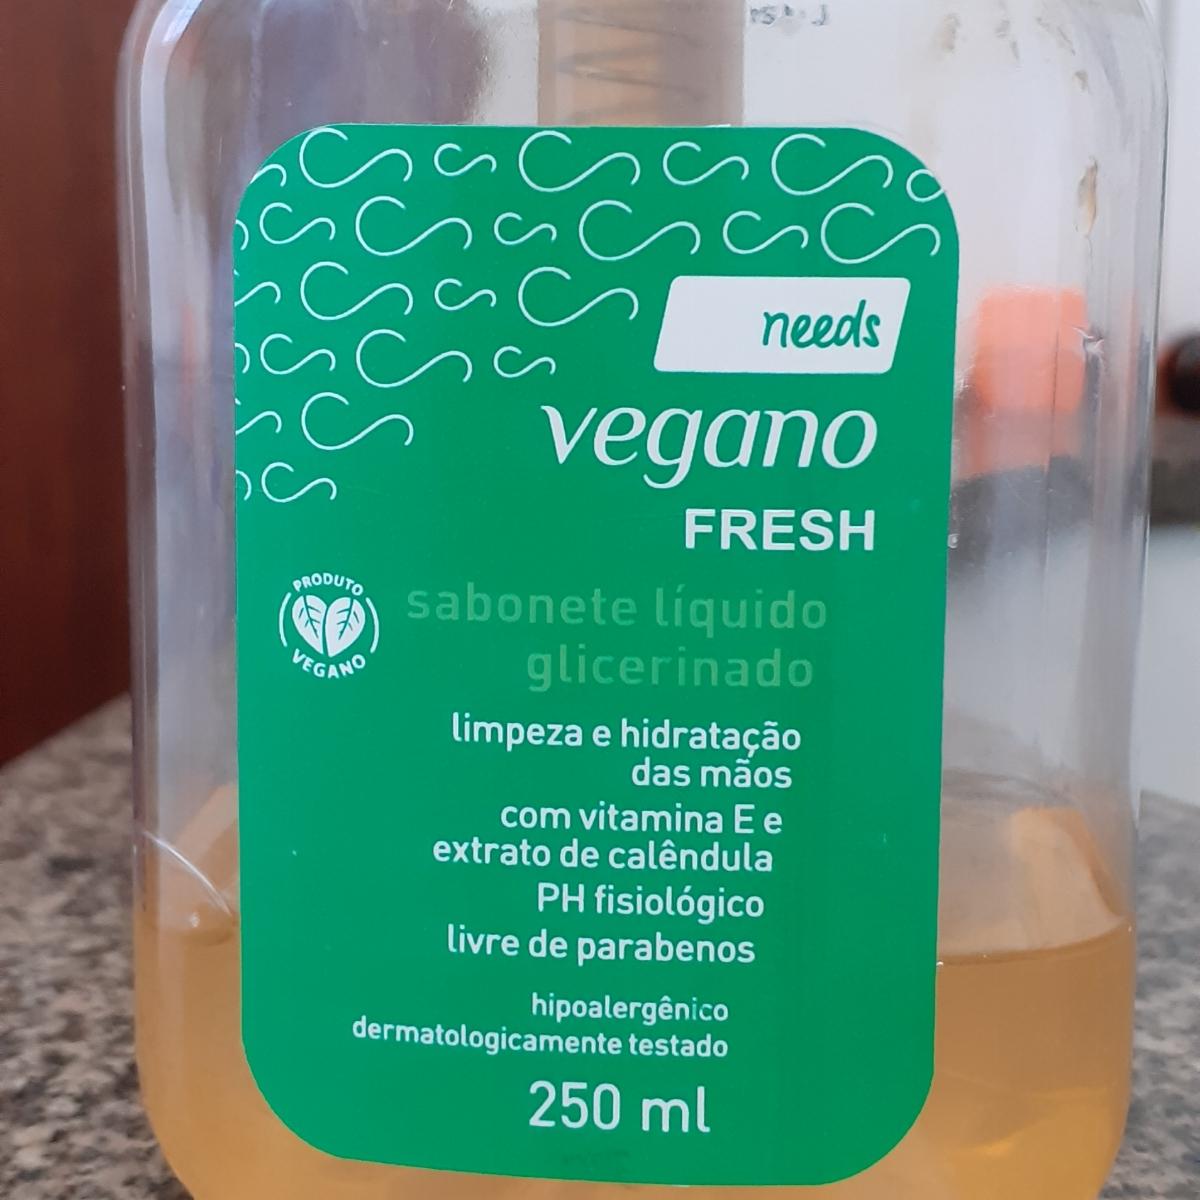 needs
vegano
FRESH
PRODUTO
VEGANO
sabonete líquido
glicerinado
limpeza e hidratação
das mãos
com vitamina E e
extrato de calêndula
PH fisiológico
livre de parabenos
hipoalergênico
dermatologicamente testado
250 ml